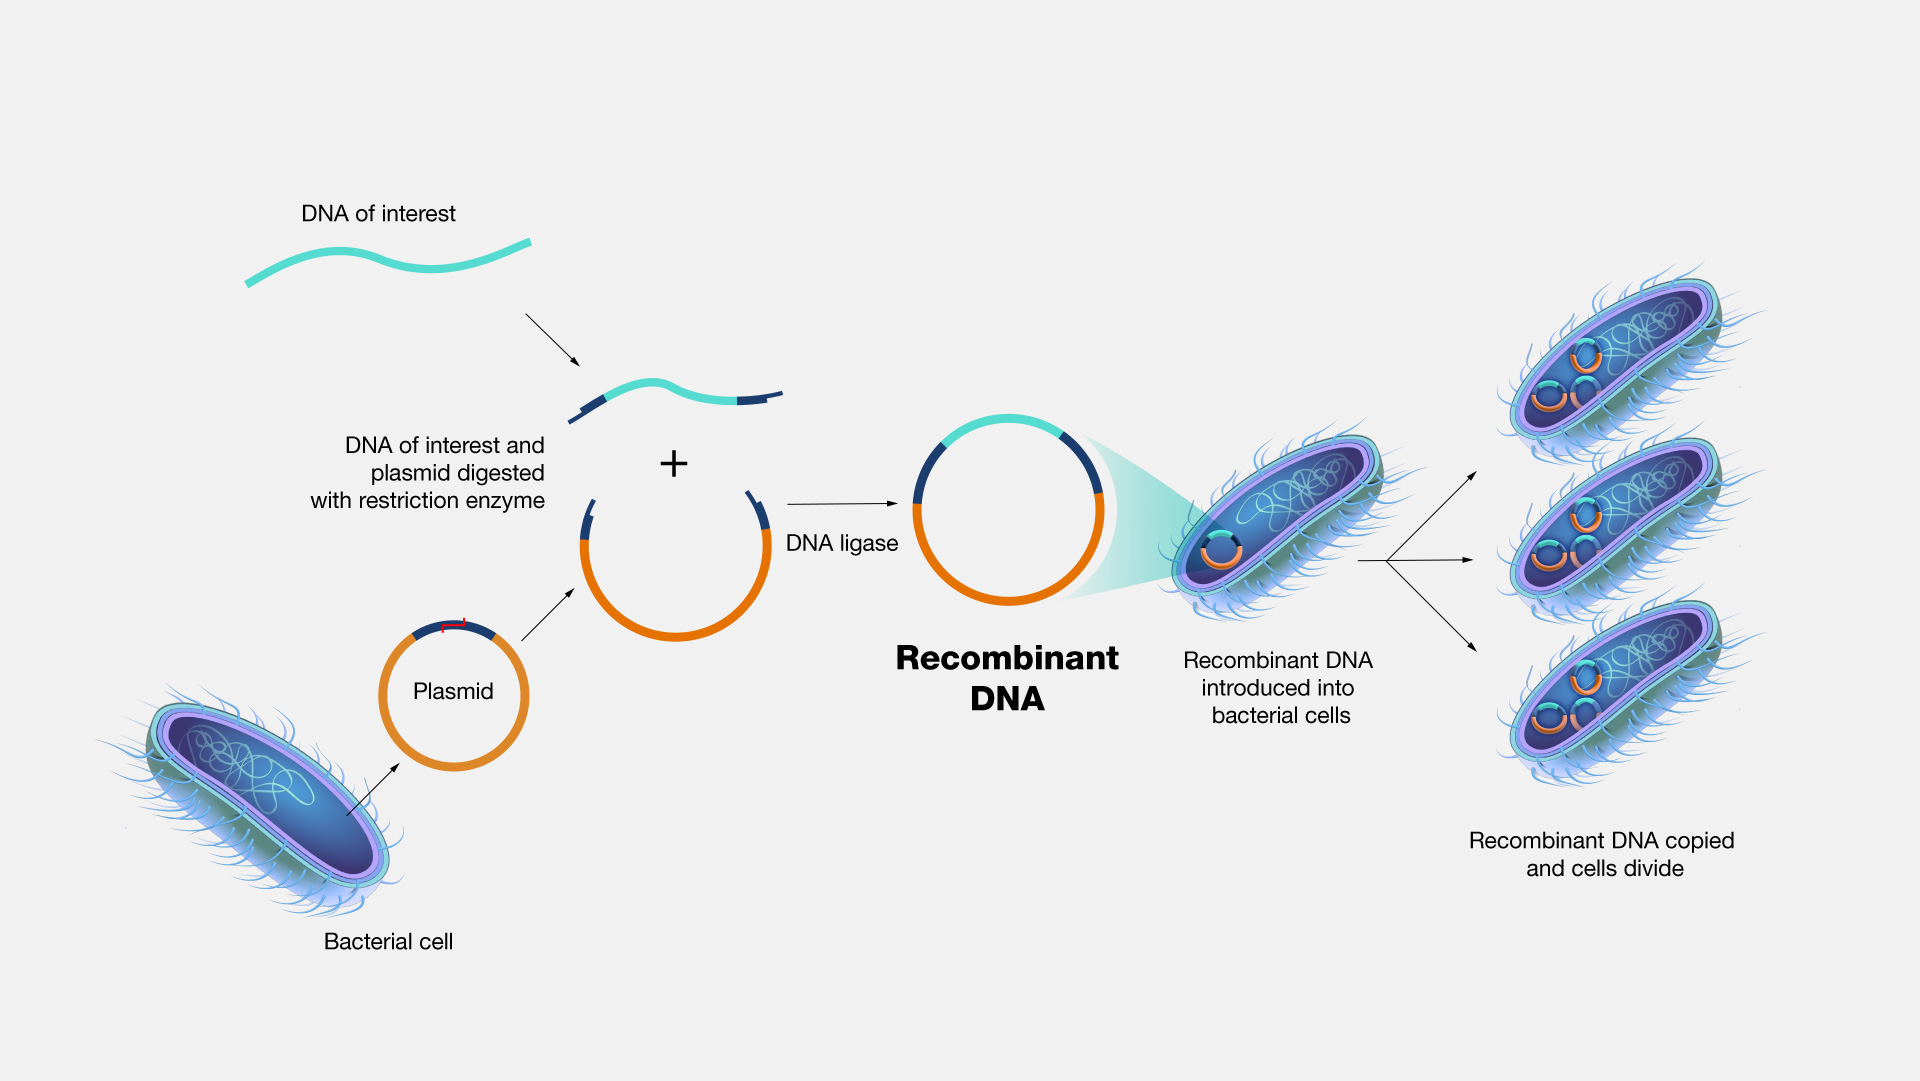 DNA of interest
DNA of interest and
plasmid digested
with restriction enzyme
+
DNA ligase
Plasmid
Bacterial cell
Recombinant
DNA
Recombinant DNA
introduced into
bacterial cells
Recombinant DNA copied
and cells divide